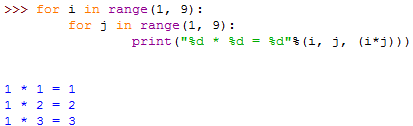 >>> for i in range(1, 9):
        for j in range(1, 9):
                print("%d * %d = %d"%(i, j, (i*j)))
1 * 1 = 1
1 * 2 = 2
1 * 3 = 3